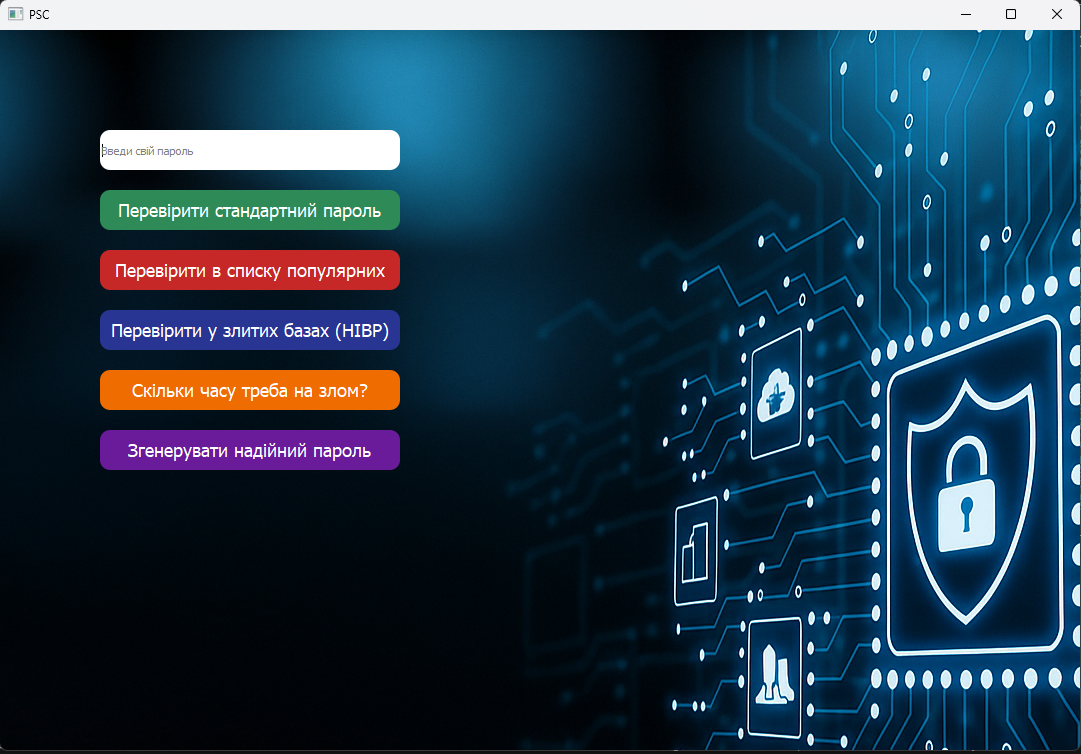 PSC
Введи свій пароль
Перевірити стандартний пароль
Перевірити в списку популярних
Перевірити у злитих базах (HIBP)
Скільки часу треба на злом?
Згенерувати надійний пароль